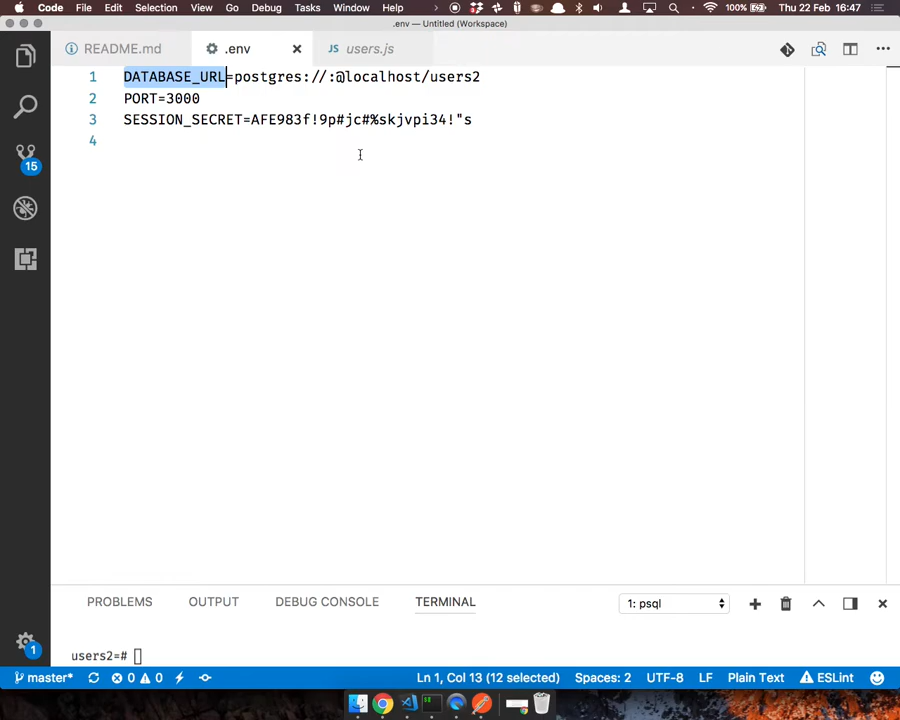 Code File Edit Selection View Go Debug Tasks Window Help 100% Thu 22 Feb 16:47
.env — Untitled (Workspace)
README.md .env JS users.js
1 DATABASE_URL=postgres://:@localhost/users2
2 PORT=3000
3 SESSION_SECRET=AFE983f!9p#jc#%skjvpi34!"s
4
15
PROBLEMS OUTPUT DEBUG CONSOLE TERMINAL 1: psql
users2=#
1
master* 0 0 Ln 1, Col 13 (12 selected) Spaces: 2 UTF-8 LF Plain Text ESLint